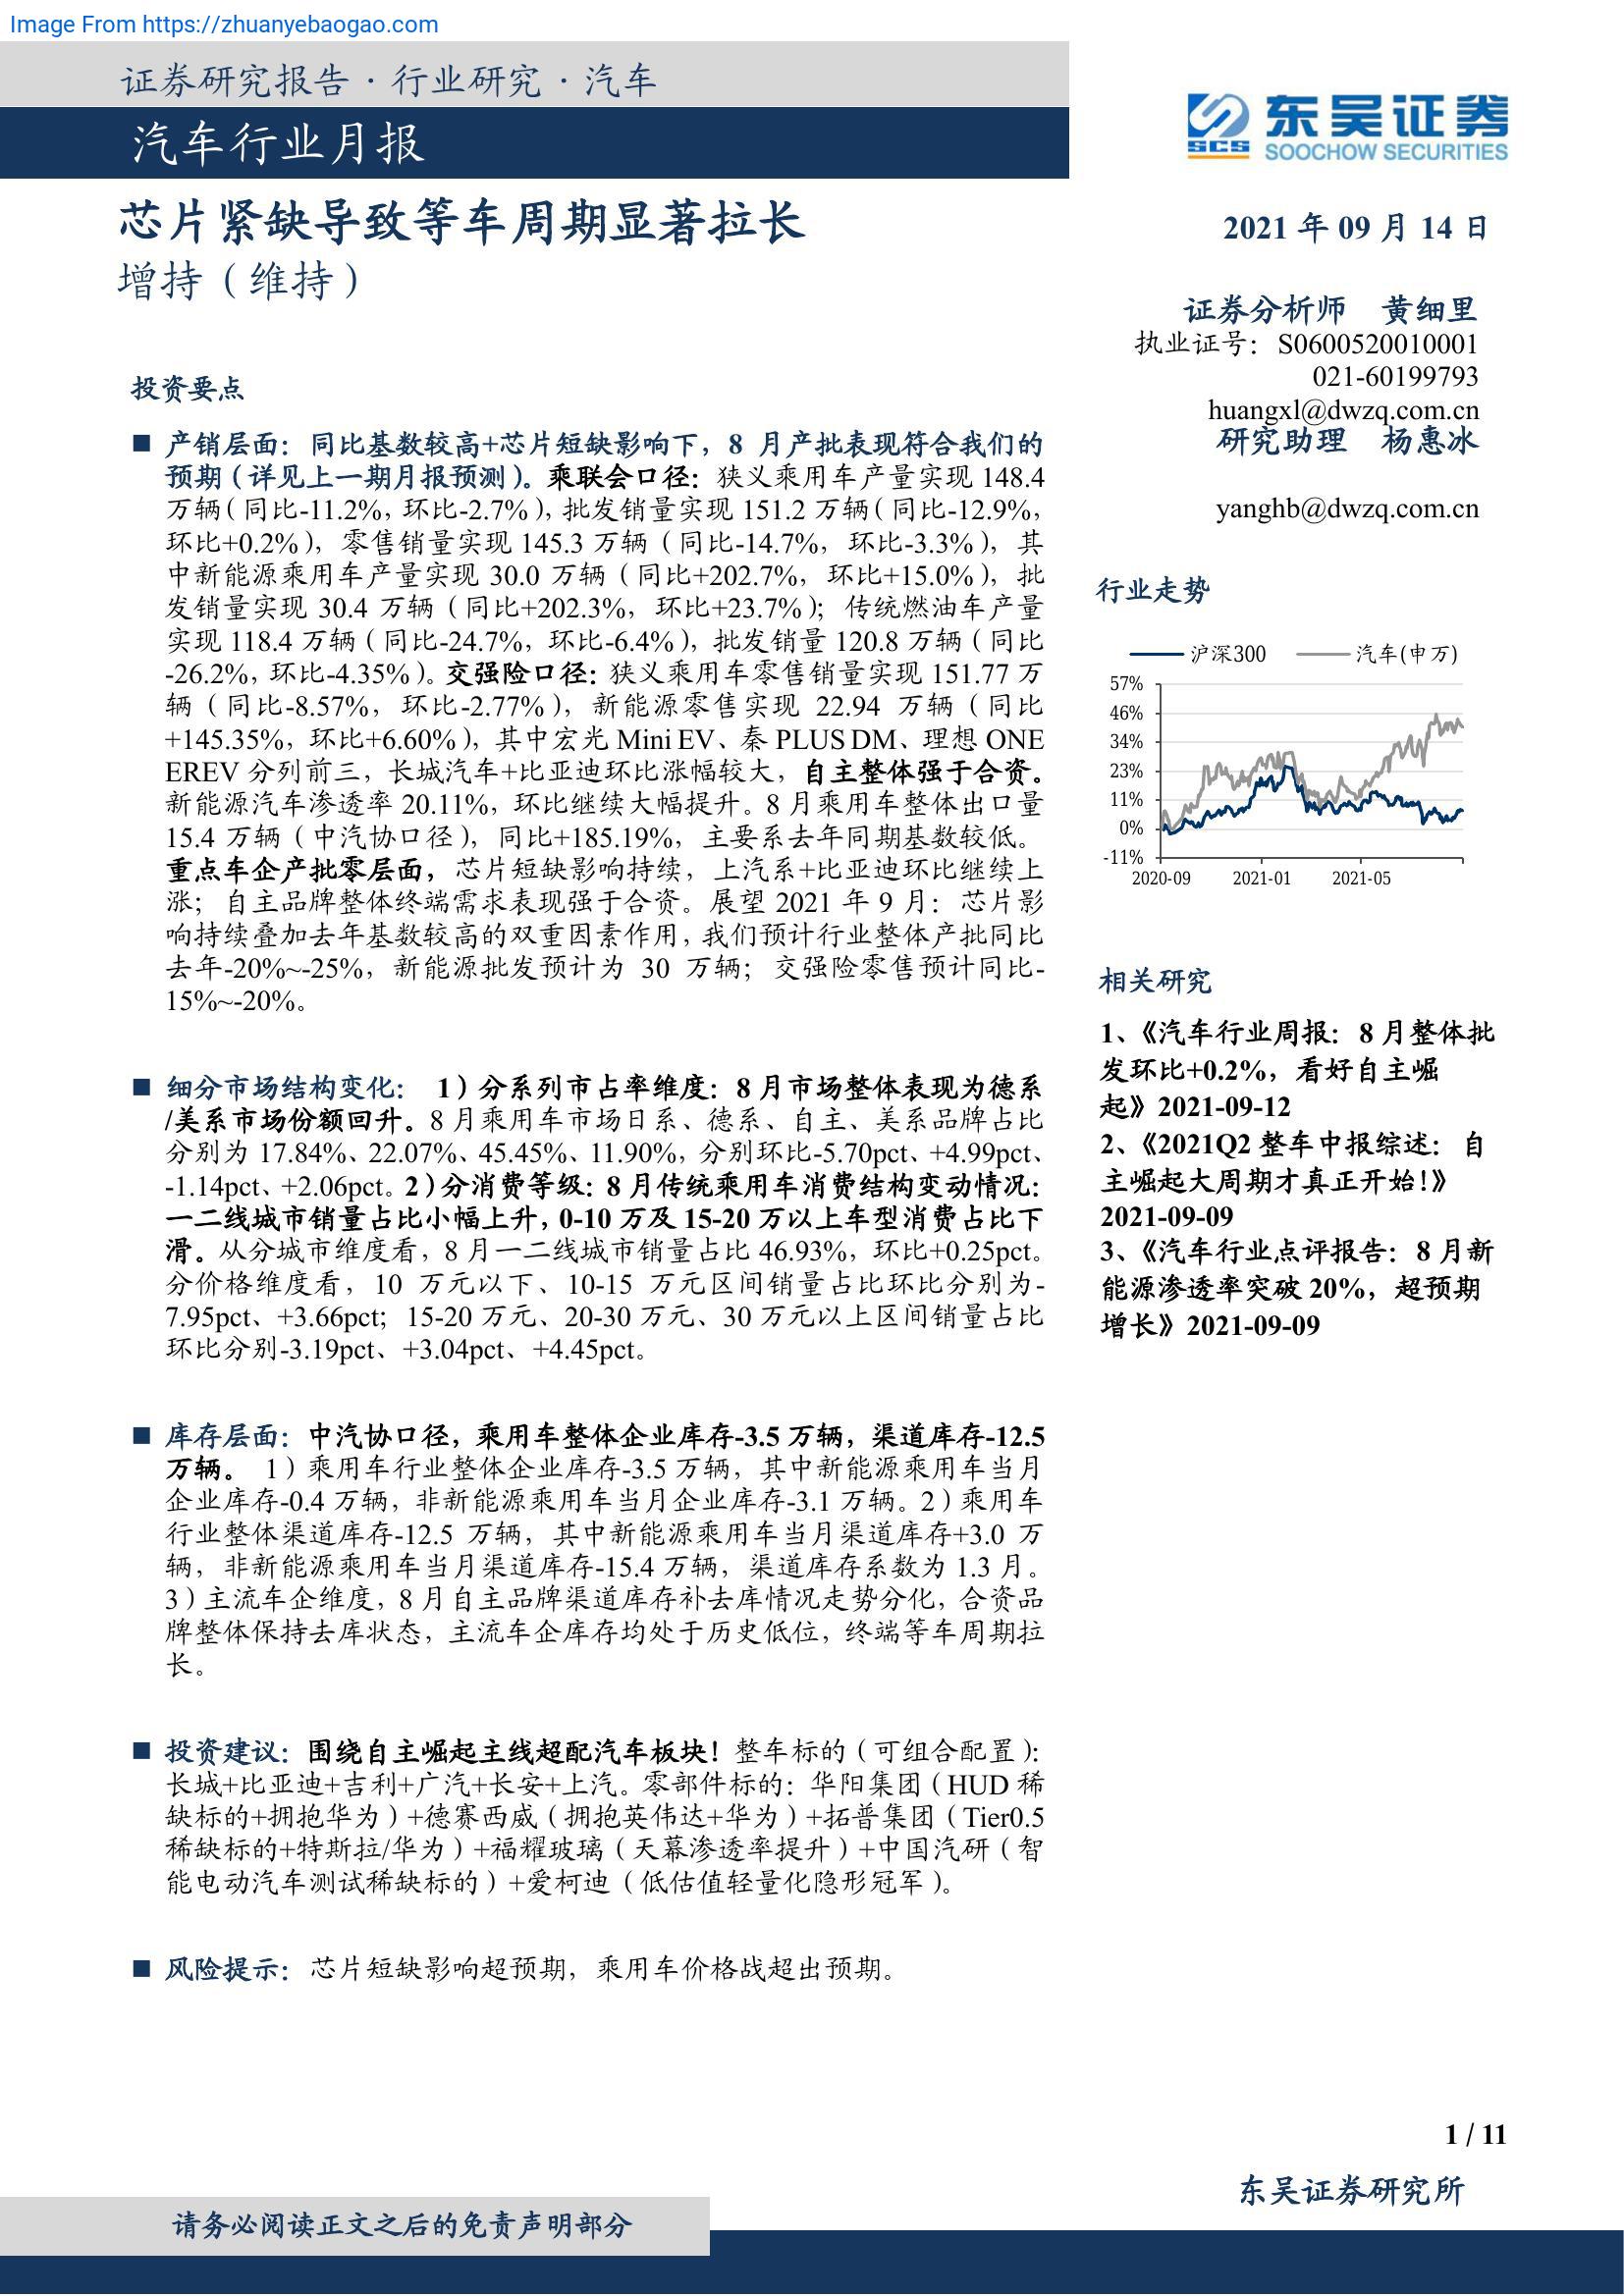 Image From https://zhuanyebaogao.com
证券研究报告·行业研究·汽车
汽车行业月报
东吴证券
SCS
SOOCHOW SECURITIES
芯片紧缺导致等车周期显著拉长
增持（维持）
2021 年 09 月 14 日
证券分析师 黄细里
执业证号：S0600520010001
021-60199793
huangxl@dwzq.com.cn
研究助理 杨惠冰
yanghb@dwzq.com.cn
投资要点
■ 产销层面：同比基数较高+芯片短缺影响下，8 月产批表现符合我们的
预期（详见上一期月报预测）。乘联会口径：狭义乘用车产量实现 148.4
万辆（同比-11.2%，环比-2.7%），批发销量实现 151.2 万辆（同比-12.9%，
环比+0.2%），零售销量实现 145.3 万辆（同比-14.7%，环比-3.3%），其
中新能源乘用车产量实现 30.0 万辆（同比+202.7%，环比+15.0%），批
发销量实现 30.4 万辆（同比+202.3%，环比+23.7%）；传统燃油车产量
实现 118.4 万辆（同比-24.7%，环比-6.4%），批发销量 120.8 万辆（同比
-26.2%，环比-4.35%）。交强险口径：狭义乘用车零售销量实现 151.77 万
辆（同比-8.57%，环比-2.77%），新能源零售实现 22.94 万辆（同比
+145.35%，环比+6.60%），其中宏光 Mini EV、秦 PLUS DM、理想 ONE
EREV 分列前三，长城汽车+比亚迪环比涨幅较大，自主整体强于合资。
新能源汽车渗透率 20.11%，环比继续大幅提升。8 月乘用车整体出口量
15.4 万辆（中汽协口径），同比+185.19%，主要系去年同期基数较低。
重点车企产批零层面，芯片短缺影响持续，上汽系+比亚迪环比继续上
涨；自主品牌整体终端需求表现强于合资。展望 2021 年 9 月：芯片影
响持续叠加去年基数较高的双重因素作用，我们预计行业整体产批同比
去年-20%~-25%，新能源批发预计为 30 万辆；交强险零售预计同比-
15%~-20%。
■ 细分市场结构变化： 1）分系列市占率维度：8 月市场整体表现为德系
/美系市场份额回升。8 月乘用车市场日系、德系、自主、美系品牌占比
分别为 17.84%、22.07%、45.45%、11.90%，分别环比-5.70pct、+4.99pct、
-1.14pct、+2.06pct。2）分消费等级：8 月传统乘用车消费结构变动情况：
一二线城市销量占比小幅上升，0-10 万及 15-20 万以上车型消费占比下
滑。从分城市维度看，8 月一二线城市销量占比 46.93%，环比+0.25pct。
分价格维度看，10 万元以下、10-15 万元区间销量占比环比分别为-
7.95pct、+3.66pct；15-20 万元、20-30 万元、30 万元以上区间销量占比
环比分别-3.19pct、+3.04pct、+4.45pct。
■ 库存层面：中汽协口径，乘用车整体企业库存-3.5 万辆，渠道库存-12.5
万辆。 1）乘用车行业整体企业库存-3.5 万辆，其中新能源乘用车当月
企业库存-0.4 万辆，非新能源乘用车当月企业库存-3.1 万辆。2）乘用车
行业整体渠道库存-12.5 万辆，其中新能源乘用车当月渠道库存+3.0 万
辆，非新能源乘用车当月渠道库存-15.4 万辆，渠道库存系数为 1.3 月。
3）主流车企维度，8 月自主品牌渠道库存补去库情况走势分化，合资品
牌整体保持去库状态，主流车企库存均处于历史低位，终端等车周期拉
长。
■ 投资建议：围绕自主崛起主线超配汽车板块！整车标的（可组合配置）：
长城+比亚迪+吉利+广汽+长安+上汽。零部件标的：华阳集团（HUD 稀
缺标的+拥抱华为）+德赛西威（拥抱英伟达+华为）+拓普集团（Tier0.5
稀缺标的+特斯拉/华为）+福耀玻璃（天幕渗透率提升）+中国汽研（智
能电动汽车测试稀缺标的）+爱柯迪（低估值轻量化隐形冠军）。
■ 风险提示：芯片短缺影响超预期，乘用车价格战超出预期。
行业走势
沪深300 汽车(申万)
57%
46%
34%
23%
11%
0%
-11%
2020-09 2021-01 2021-05
相关研究
1、《汽车行业周报：8 月整体批
发环比+0.2%，看好自主崛
起》2021-09-12
2、《2021Q2 整车中报综述：自
主崛起大周期才真正开始!》
2021-09-09
3、《汽车行业点评报告：8 月新
能源渗透率突破 20%，超预期
增长》2021-09-09
1 / 11
东吴证券研究所
请务必阅读正文之后的免责声明部分